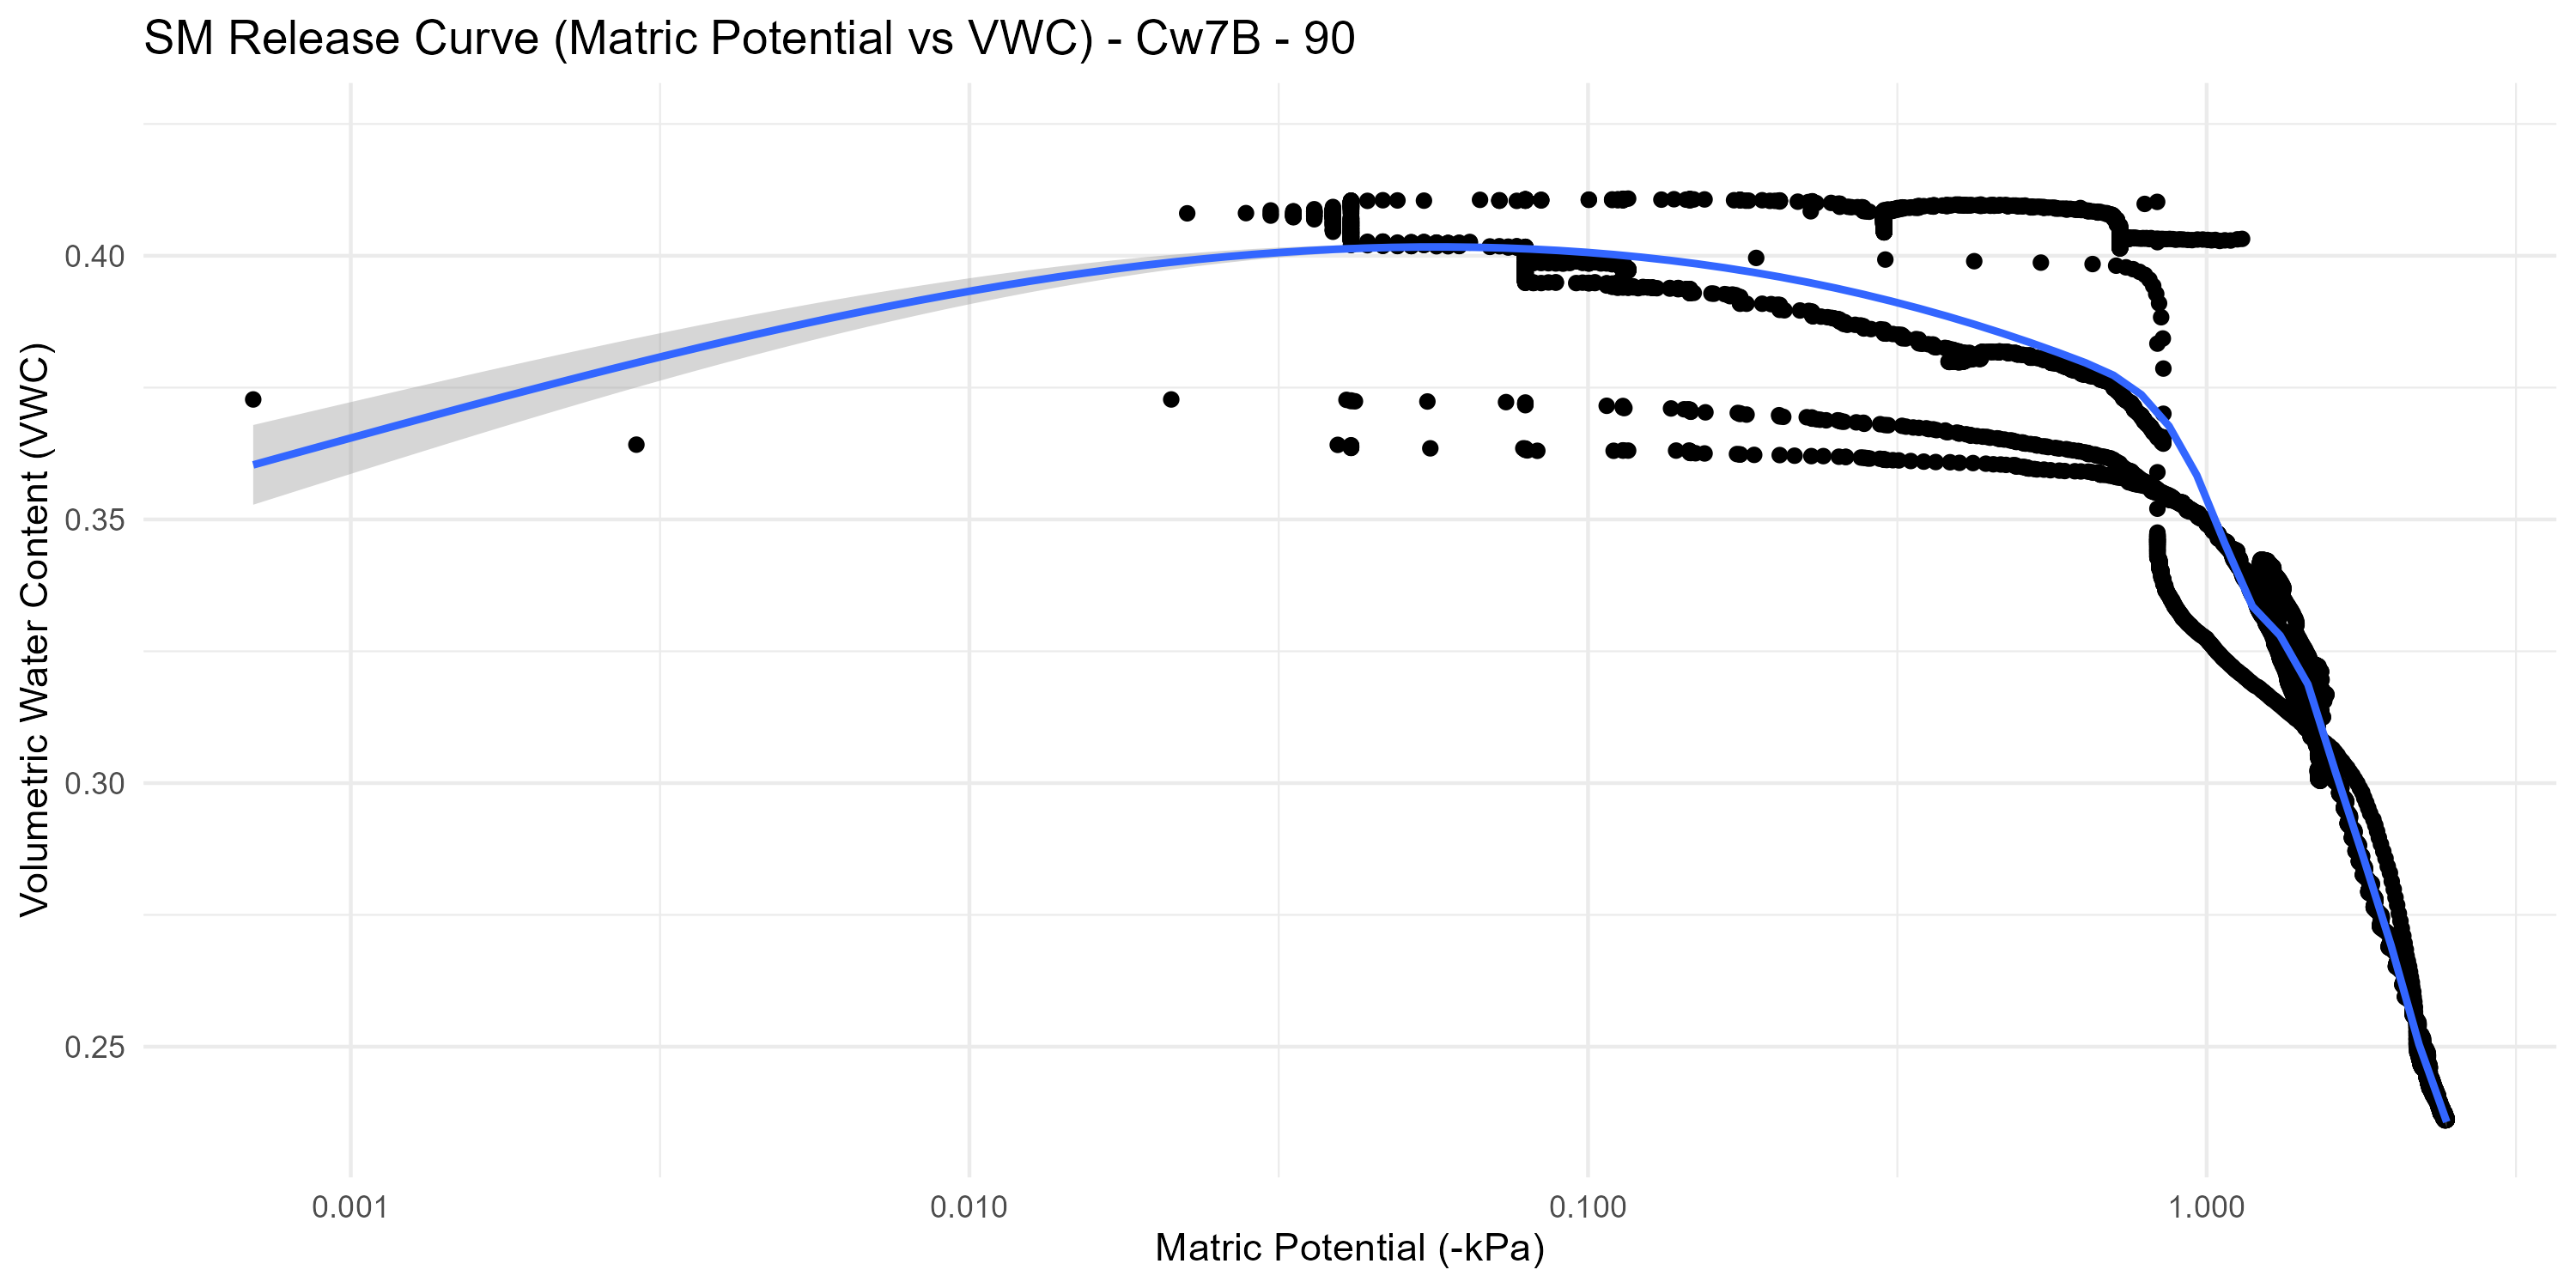 SM Release Curve (Matric Potential vs VWC) - Cw7B - 90
Volumetric Water Content (VWC)
0.40
0.35
0.30
0.25
0.001
0.010
0.100
1.000
Matric Potential (-kPa)